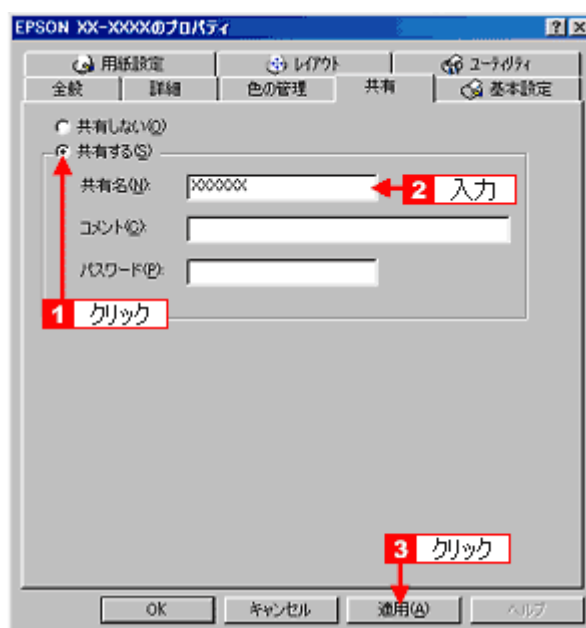 EPSON XX-XXXXのプロパティ
用紙設定 レイアウト ユーティリティ
全般 詳細 色の管理 共有 基本設定
共有しない(O)
共有する(S)
共有名(N): XXXXXX 2 入力
コメント(C):
パスワード(P):
1 クリック
3 クリック
OK キャンセル 適用(A) ヘルプ